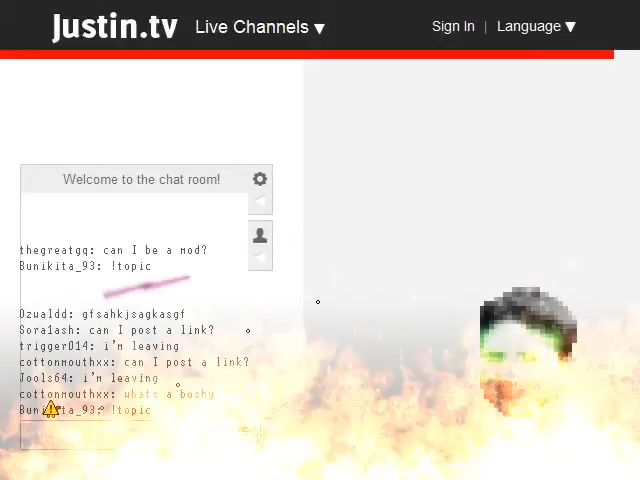 Justin.tv Live Channels ▼ Sign In | Language ▼
Welcome to the chat room!
thegreatgq: can I be a mod?
Bunikita_93: !topic
Ozwaldd: gfsahkjsagkasgf
Sora1ash: can I post a link?
trigger014: i'm leaving
cottonmouthxx: can I post a link?
Jools64: i'm leaving
cottonmouthxx: whats a boshy
Bunikita_93: !topic